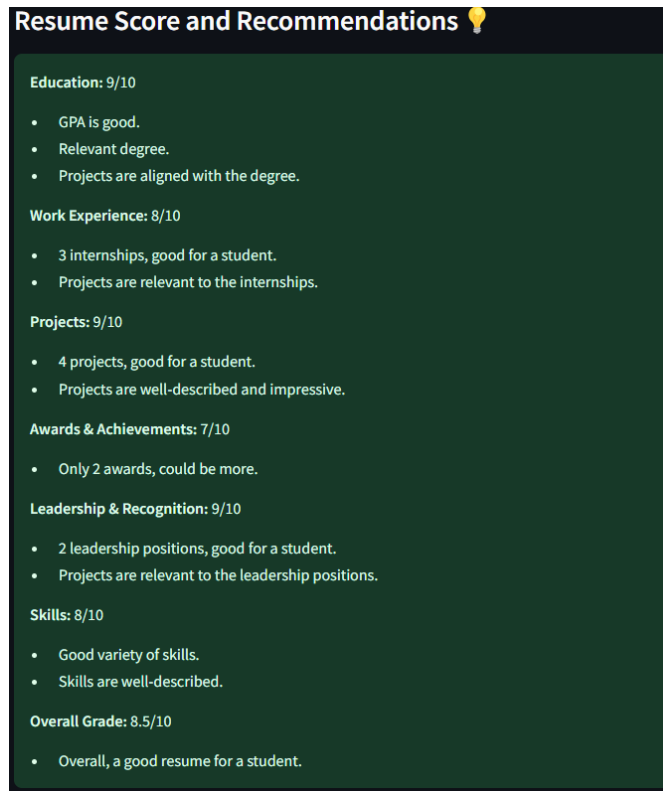 Resume Score and Recommendations 💡
Education: 9/10
• GPA is good.
• Relevant degree.
• Projects are aligned with the degree.
Work Experience: 8/10
• 3 internships, good for a student.
• Projects are relevant to the internships.
Projects: 9/10
• 4 projects, good for a student.
• Projects are well-described and impressive.
Awards & Achievements: 7/10
• Only 2 awards, could be more.
Leadership & Recognition: 9/10
• 2 leadership positions, good for a student.
• Projects are relevant to the leadership positions.
Skills: 8/10
• Good variety of skills.
• Skills are well-described.
Overall Grade: 8.5/10
• Overall, a good resume for a student.